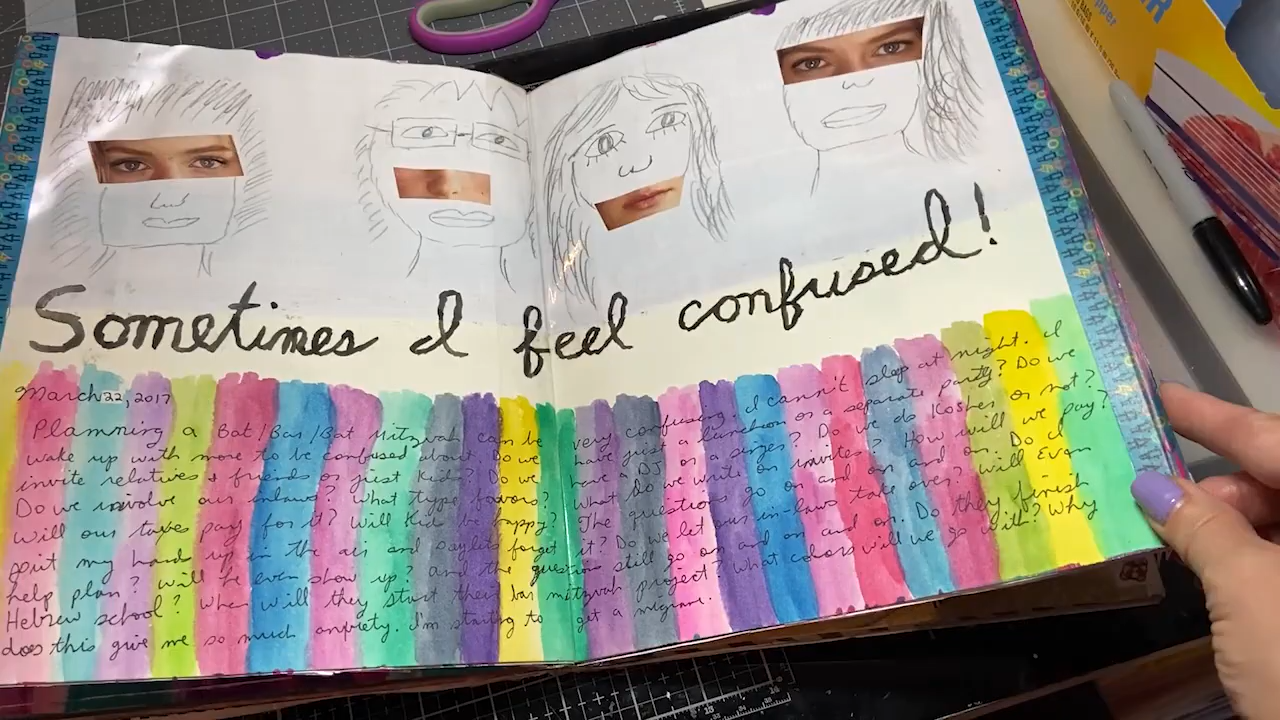 Sometimes I feel confused!
March 22, 2017
Planning a Bat/Bar/Bat Mitzvah can be very confusing. I can't sleep at night. I
wake up with more to be confused about. Do we have just a luncheon or a separate party? Do we
invite relatives & friends or just kids? Do we have a DJ or a singer? Do we do Kosher or not?
Do we involve our inlaws? What type favors? What do we write on invites? How will we pay?
will our taxes pay for it? Will Kid be happy? The questions go on and on and on. Do I
put my hands up in the air and say lets forget it? Do we let our in-laws take over? Will Evan
help plan? will he even show up? and the question still go on and on and on. Do they finish
Hebrew school? When will they start their bar mitzvah project? What colors will we go with? Why
does this give me so much anxiety. I'm starting to get a migrane.